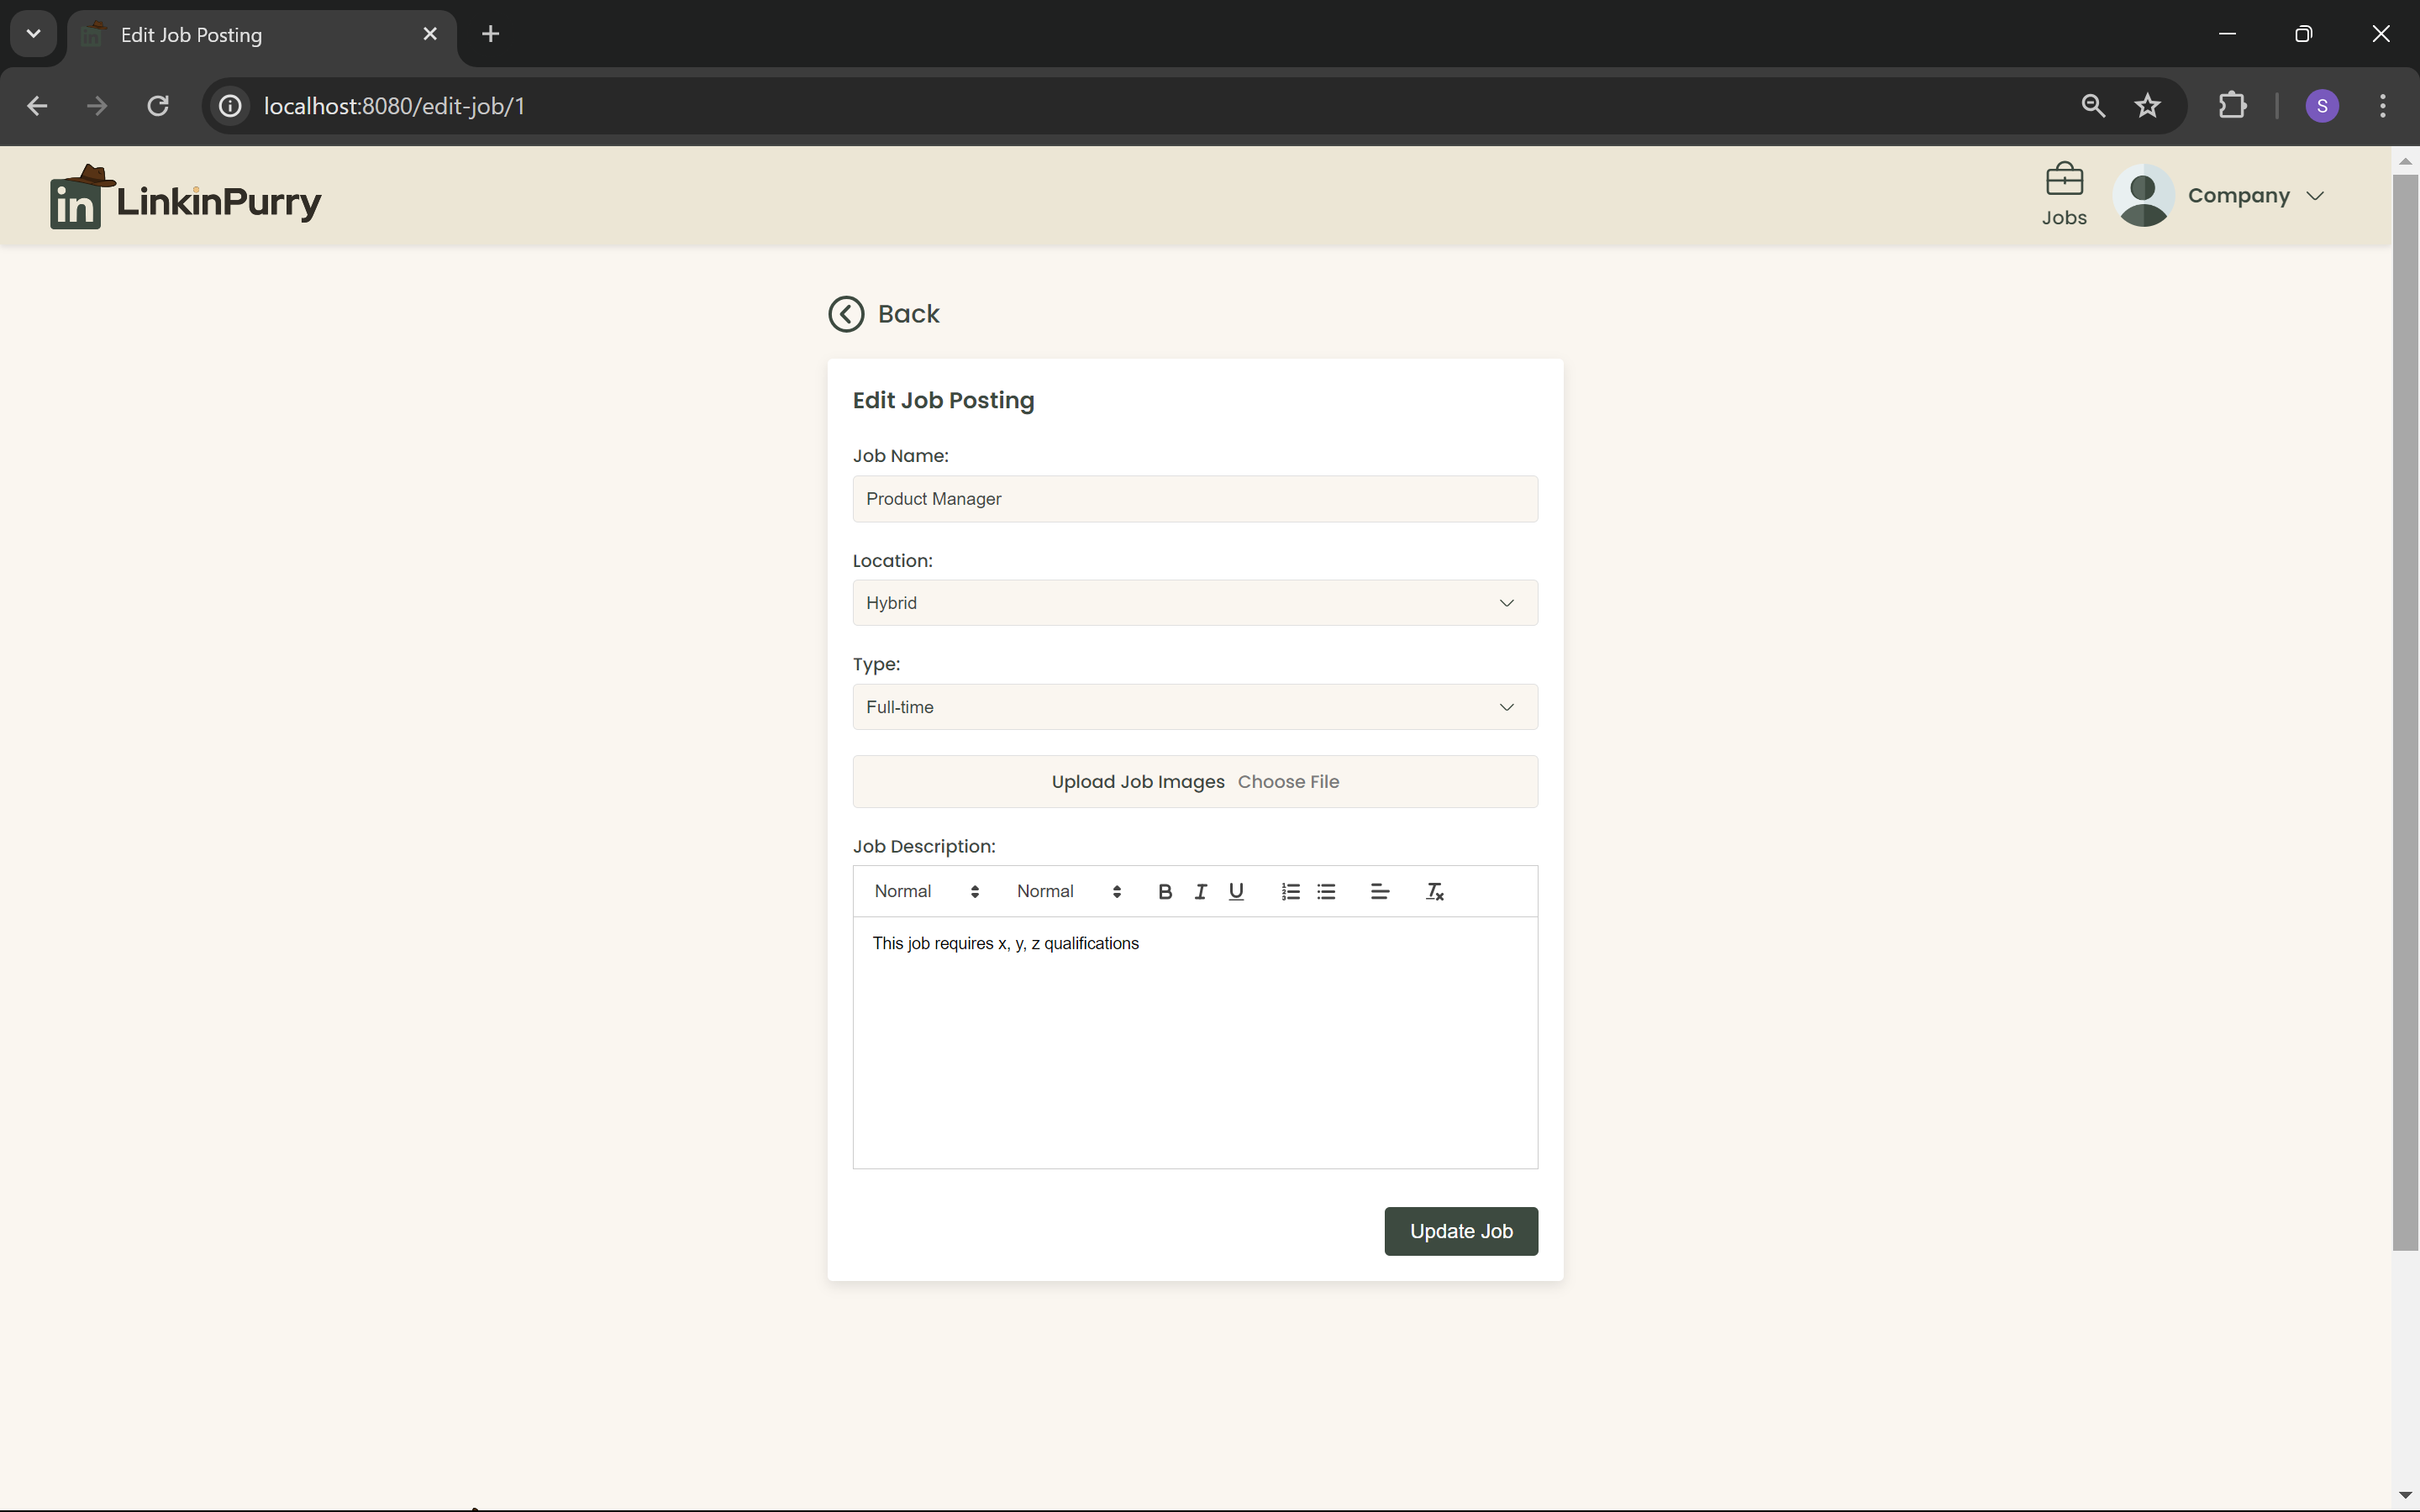 Edit Job Posting
localhost:8080/edit-job/1
S
in LinkinPurry
Jobs
Company
Back
Edit Job Posting
Job Name:
Product Manager
Location:
Hybrid
Type:
Full-time
Upload Job Images Choose File
Job Description:
Normal Normal B I U
This job requires x, y, z qualifications
Update Job